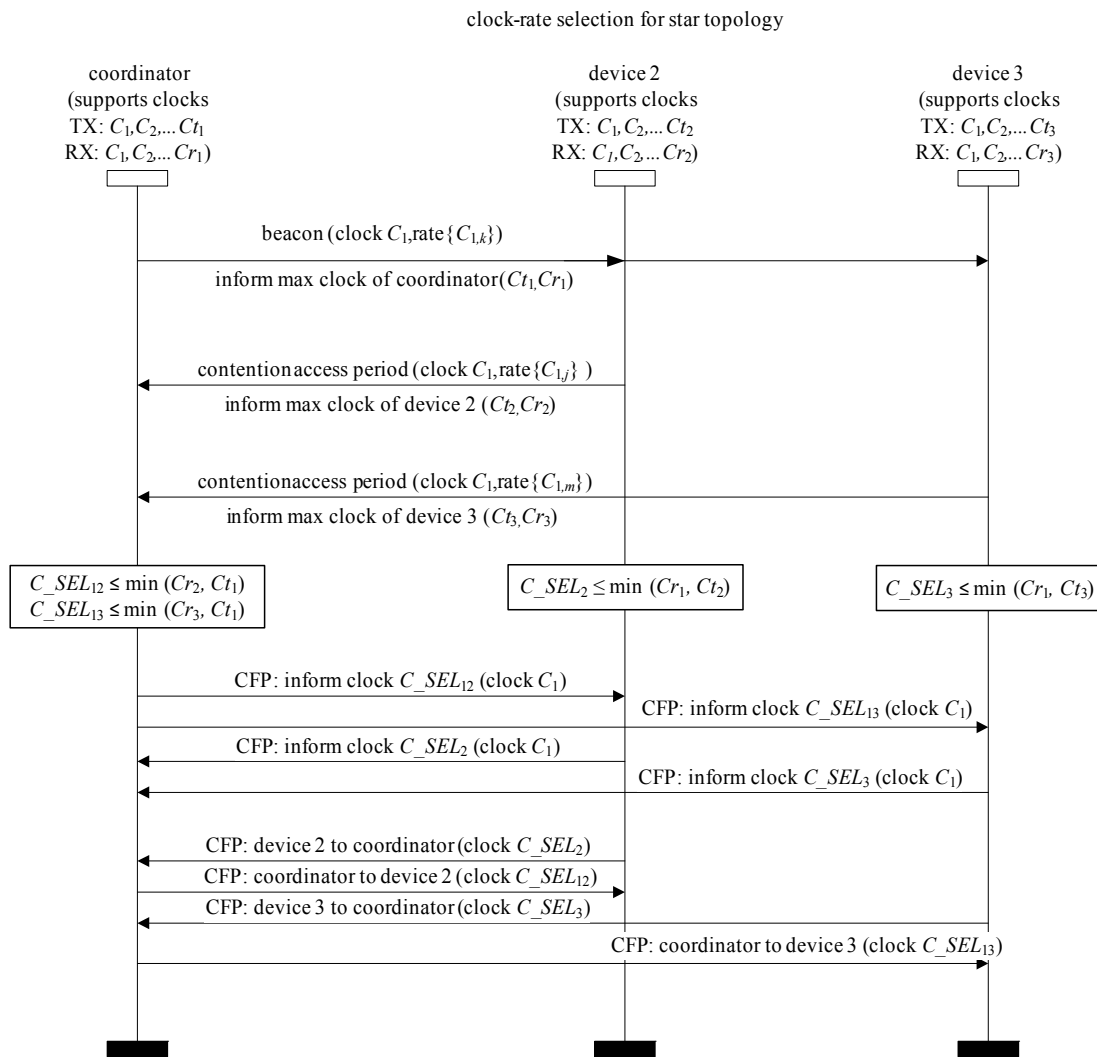 clock-rate selection for star topology
coordinator
(supports clocks
TX: C₁,C₂,... Ct₁
RX: C₁,C₂,... Cr₁)
device 2
(supports clocks
TX: C₁,C₂,... Ct₂
RX: C₁,C₂,... Cr₂)
device 3
(supports clocks
TX: C₁,C₂,... Ct₃
RX: C₁,C₂,... Cr₃)
beacon (clock C₁,rate{C₁,ₖ})
inform max clock of coordinator(Ct₁,Cr₁)
contention access period (clock C₁,rate{C₁,ⱼ} )
inform max clock of device 2 (Ct₂,Cr₂)
contention access period (clock C₁,rate{C₁,ₘ})
inform max clock of device 3 (Ct₃,Cr₃)
C_SEL₁₂ ≤ min (Cr₂, Ct₁)
C_SEL₁₃ ≤ min (Cr₃, Ct₁)
C_SEL₂ ≤ min (Cr₁, Ct₂)
C_SEL₃ ≤ min (Cr₁, Ct₃)
CFP: inform clock C_SEL₁₂ (clock C₁)
CFP: inform clock C_SEL₁₃ (clock C₁)
CFP: inform clock C_SEL₂ (clock C₁)
CFP: inform clock C_SEL₃ (clock C₁)
CFP: device 2 to coordinator (clock C_SEL₂)
CFP: coordinator to device 2 (clock C_SEL₁₂)
CFP: device 3 to coordinator (clock C_SEL₃)
CFP: coordinator to device 3 (clock C_SEL₁₃)